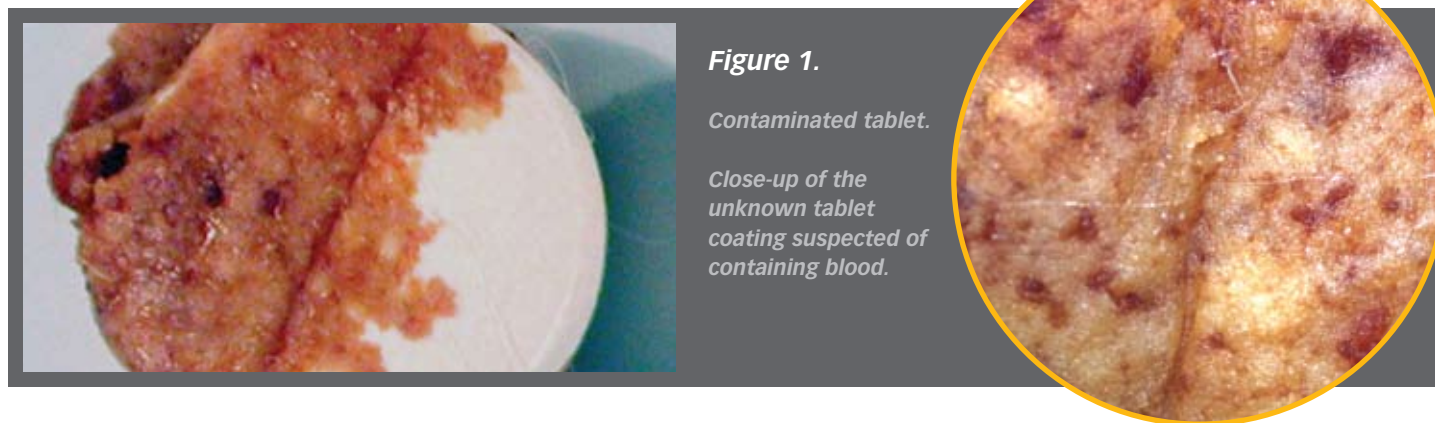 Figure 1.
Contaminated tablet.
Close-up of the
unknown tablet
coating suspected of
containing blood.